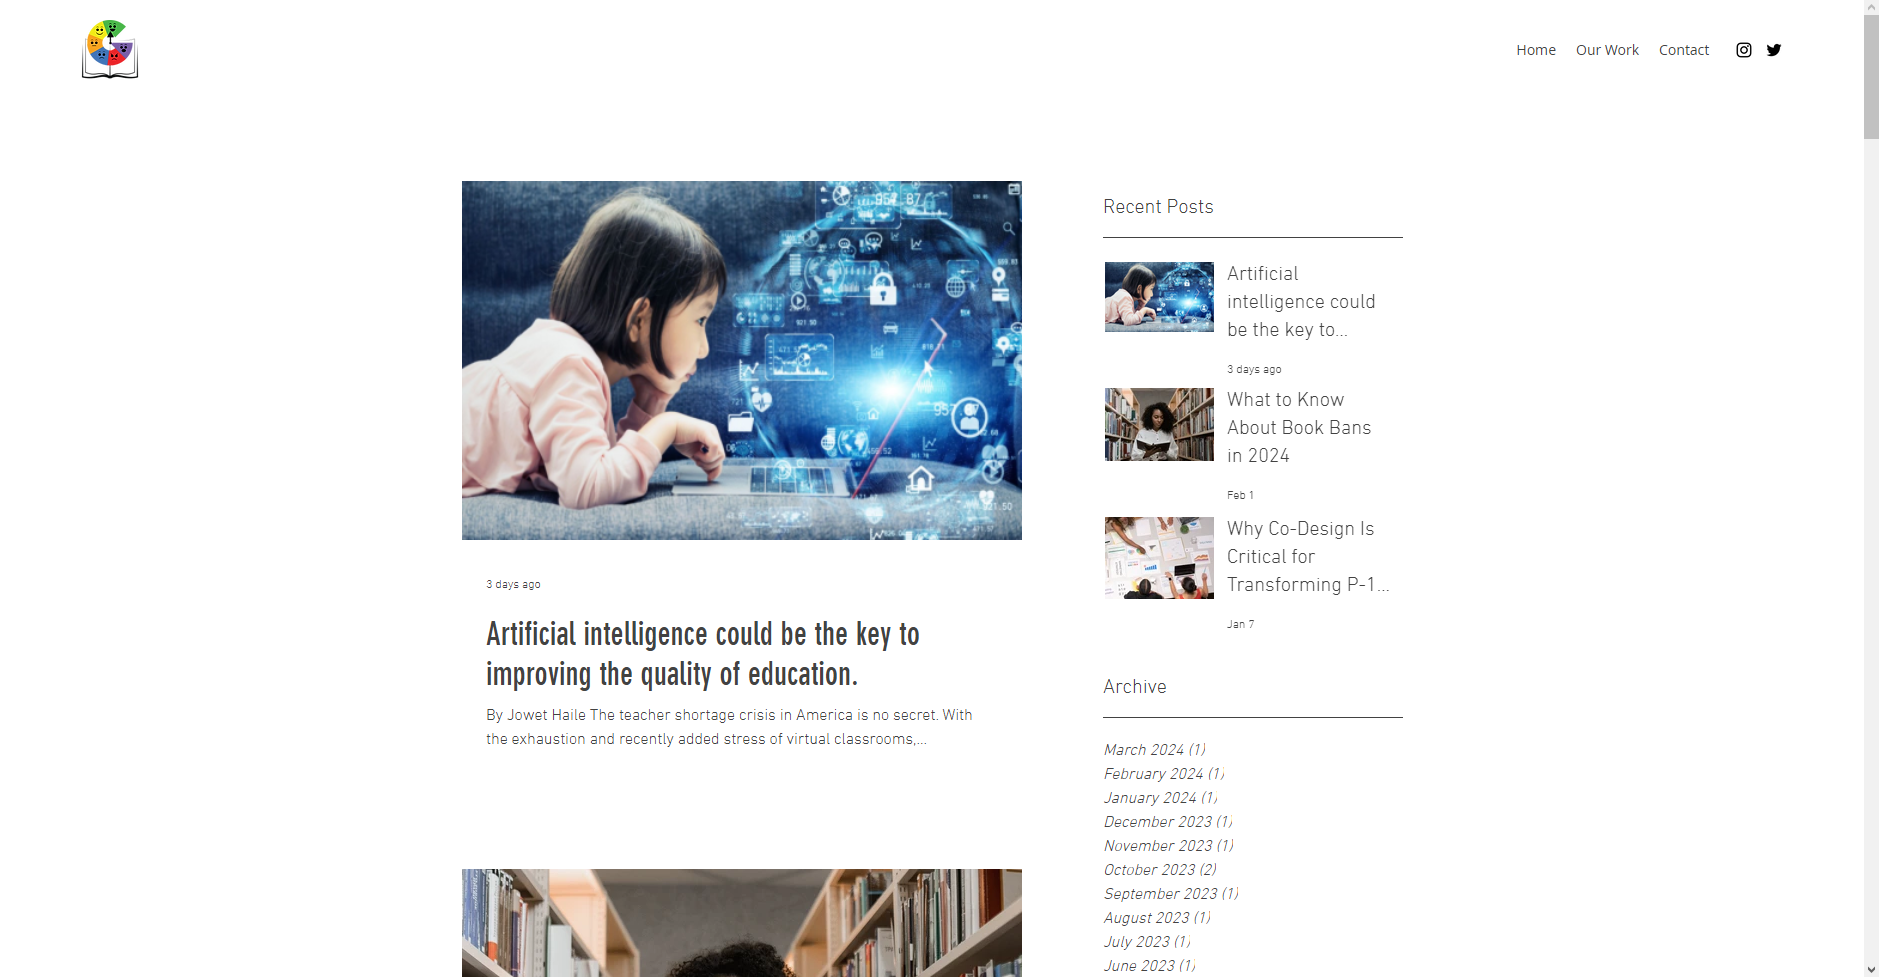 Home
Our Work
Contact
Recent Posts
Artificial
intelligence could
be the key to...
3 days ago
What to Know
About Book Bans
in 2024
Feb 1
Why Co-Design Is
Critical for
Transforming P-1...
Jan 7
3 days ago
Artificial intelligence could be the key to
improving the quality of education.
By Jowet Haile The teacher shortage crisis in America is no secret. With
the exhaustion and recently added stress of virtual classrooms,...
Archive
March 2024 (1)
February 2024 (1)
January 2024 (1)
December 2023 (1)
November 2023 (1)
October 2023 (2)
September 2023 (1)
August 2023 (1)
July 2023 (1)
June 2023 (1)